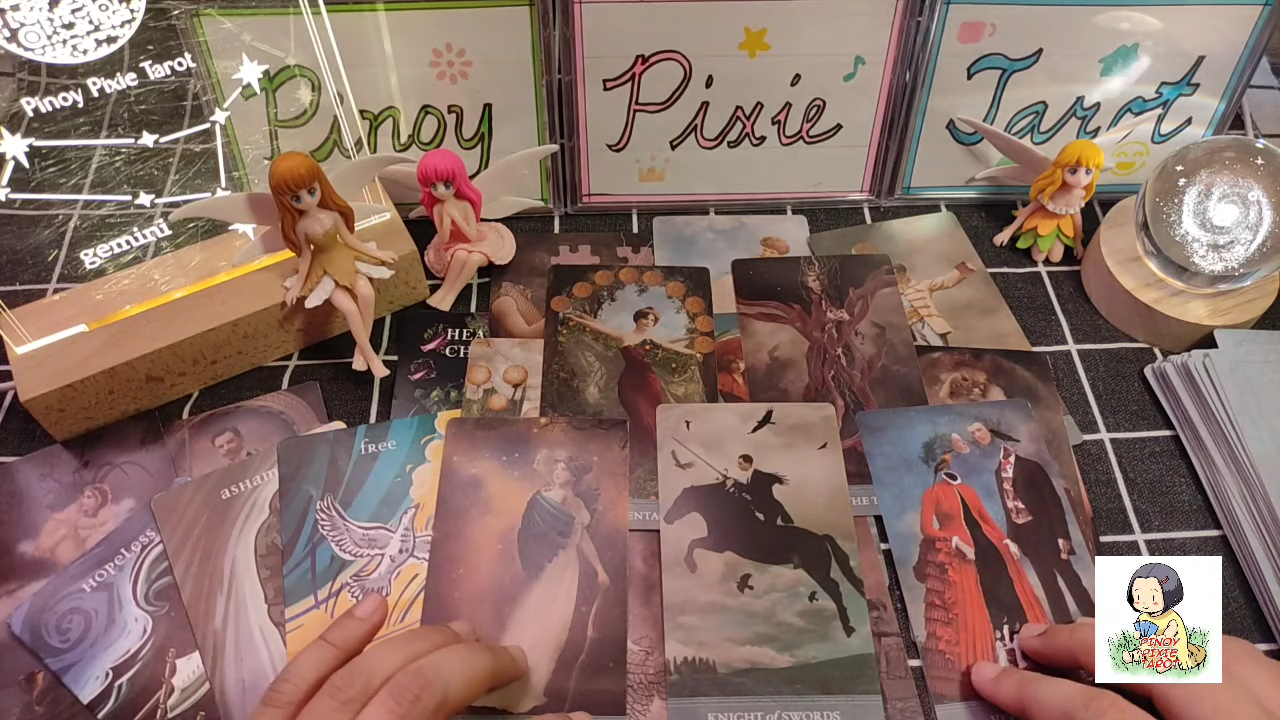 Pinoy Pixie Tarot
gemini
Pinoy
Pixie
Tarot
HEA
CH
HOPELESS
ASHAM
FREE
ENTA
THE T
KNIGHT of SWORDS
PINOY
PIXIE
TAROT